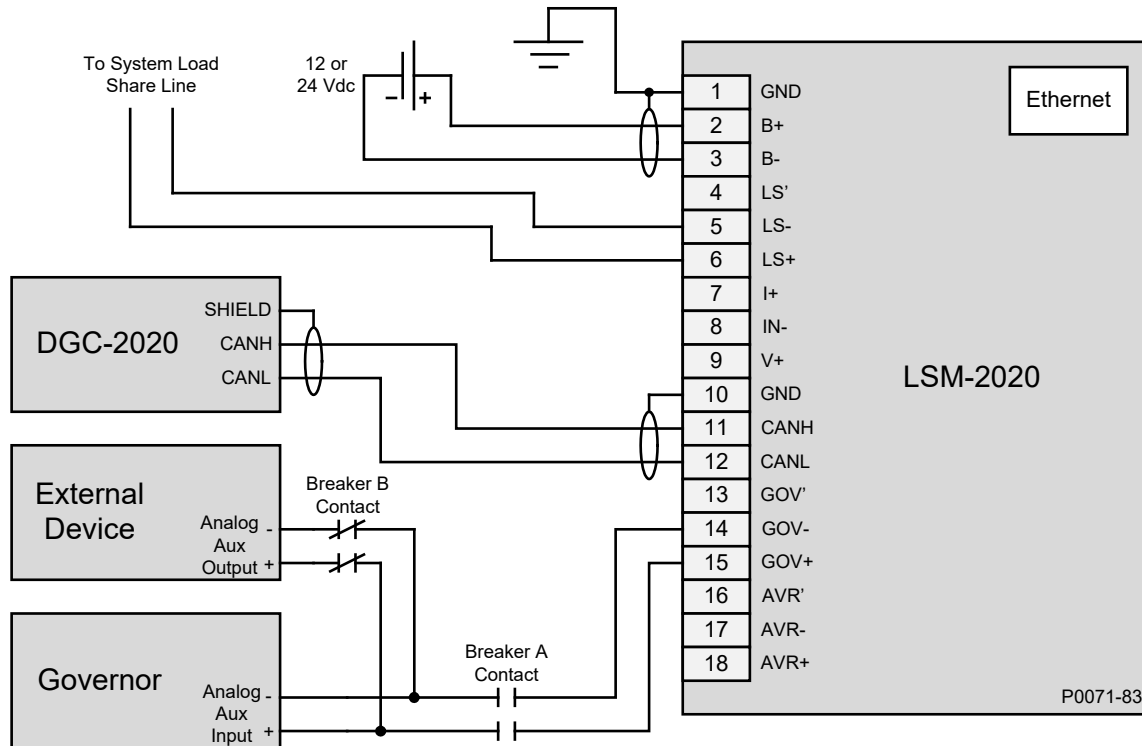 To System Load
Share Line
12 or
24 Vdc
−
+
1 GND
2 B+
3 B-
4 LS’
5 LS-
6 LS+
7 I+
8 IN-
9 V+
10 GND
11 CANH
12 CANL
13 GOV’
14 GOV-
15 GOV+
16 AVR’
17 AVR-
18 AVR+
Ethernet
LSM-2020
P0071-83
DGC-2020
SHIELD
CANH
CANL
External
Device
Analog -
Aux
Output +
Breaker B
Contact
Governor
Analog -
Aux
Input +
Breaker A
Contact